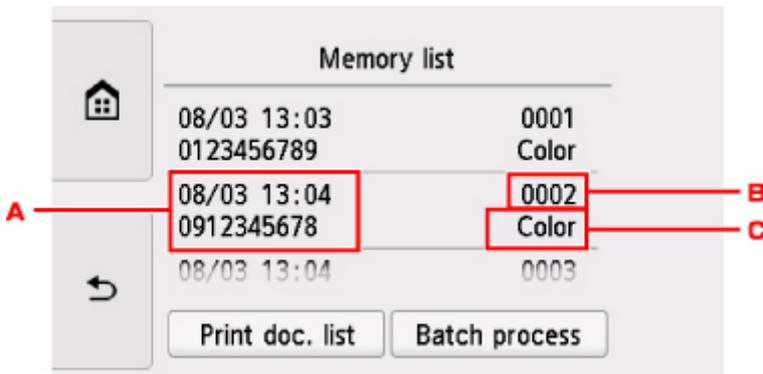 Memory list
08/03 13:03 0001
0123456789 Color
A
08/03 13:04 0002
B
0912345678 Color
C
08/03 13:04 0003
Print doc. list Batch process